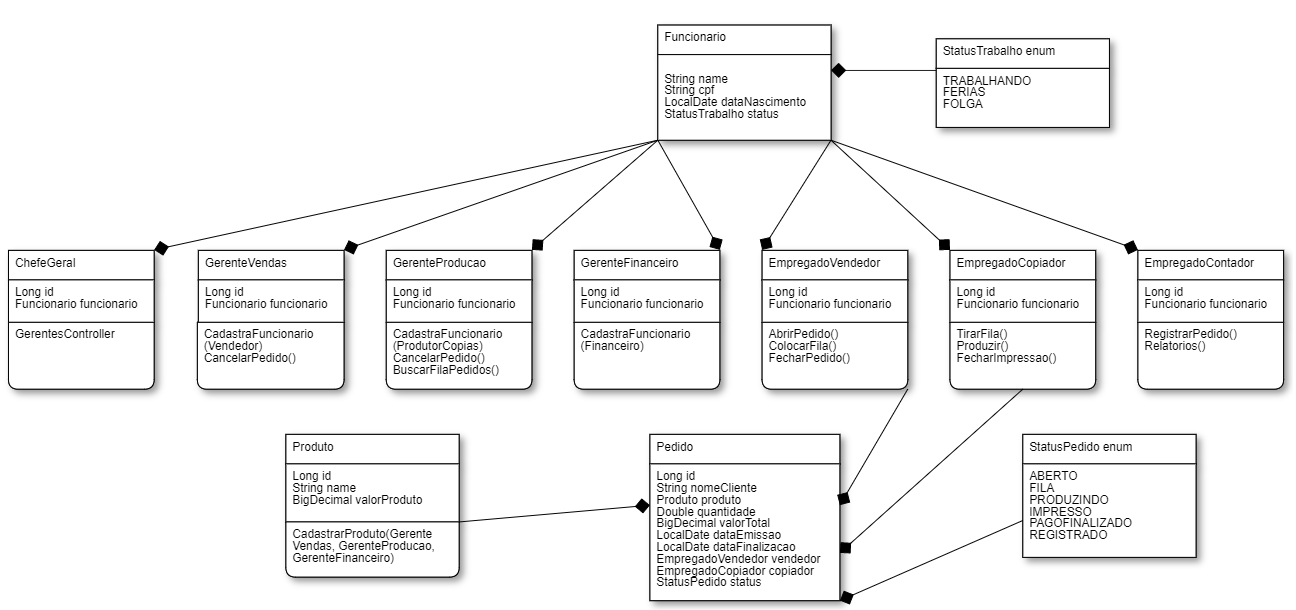 Funcionario
String name
String cpf
LocalDate dataNascimento
StatusTrabalho status
StatusTrabalho enum
TRABALHANDO
FERIAS
FOLGA
ChefeGeral
Long id
Funcionario funcionario
GerentesController
GerenteVendas
Long id
Funcionario funcionario
CadastraFuncionario
(Vendedor)
CancelarPedido()
GerenteProducao
Long id
Funcionario funcionario
CadastraFuncionario
(ProdutorCopias)
CancelarPedido()
BuscarFilaPedidos()
GerenteFinanceiro
Long id
Funcionario funcionario
CadastraFuncionario
(Financeiro)
EmpregadoVendedor
Long id
Funcionario funcionario
AbrirPedido()
ColocarFila()
FecharPedido()
EmpregadoCopiador
Long id
Funcionario funcionario
TirarFila()
Produzir()
FecharImpressao()
EmpregadoContador
Long id
Funcionario funcionario
RegistrarPedido()
Relatorios()
Produto
Long id
String name
BigDecimal valorProduto
CadastrarProduto(Gerente
Vendas, GerenteProducao,
GerenteFinanceiro)
Pedido
Long id
String nomeCliente
Produto produto
Double quantidade
BigDecimal valorTotal
LocalDate dataEmissao
LocalDate dataFinalizacao
EmpregadoVendedor vendedor
EmpregadoCopiador copiador
StatusPedido status
StatusPedido enum
ABERTO
FILA
PRODUZINDO
IMPRESSO
PAGOFINALIZADO
REGISTRADO